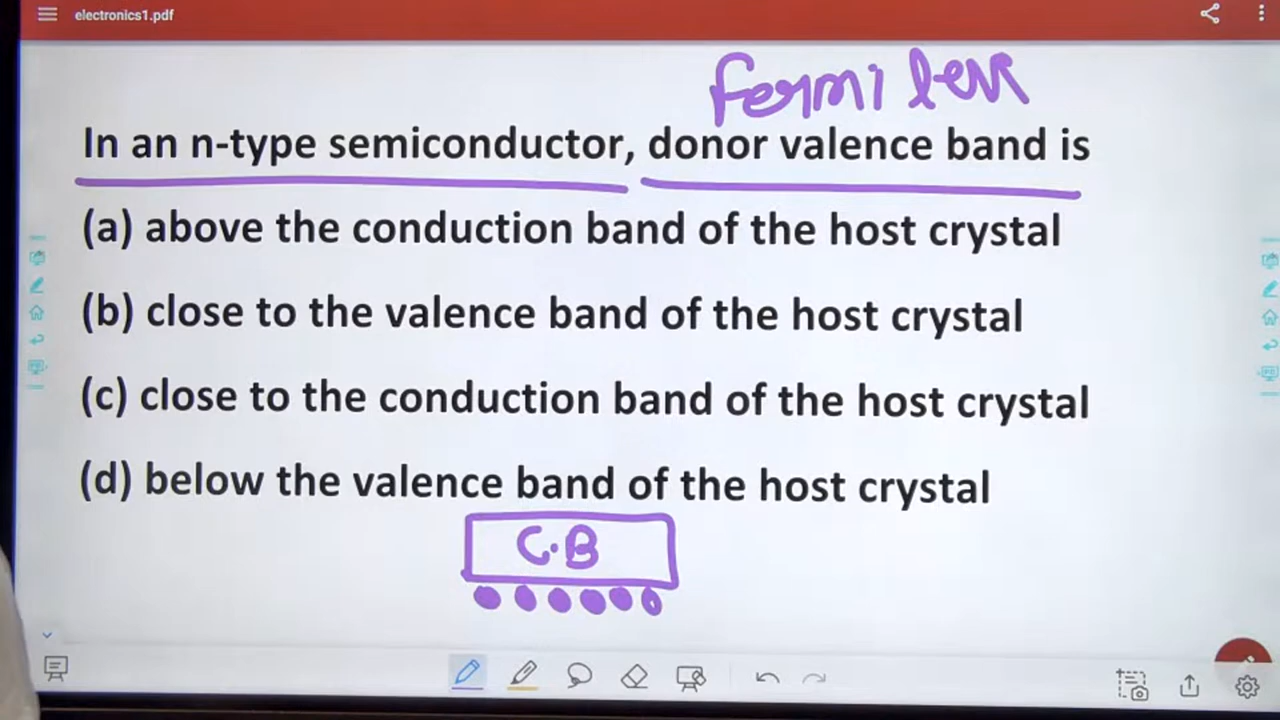 electronics1.pdf
fermi
In an n-type semiconductor, donor valence band is
(a) above the conduction band of the host crystal
(b) close to the valence band of the host crystal
(c) close to the conduction band of the host crystal
(d) below the valence band of the host crystal
C.B